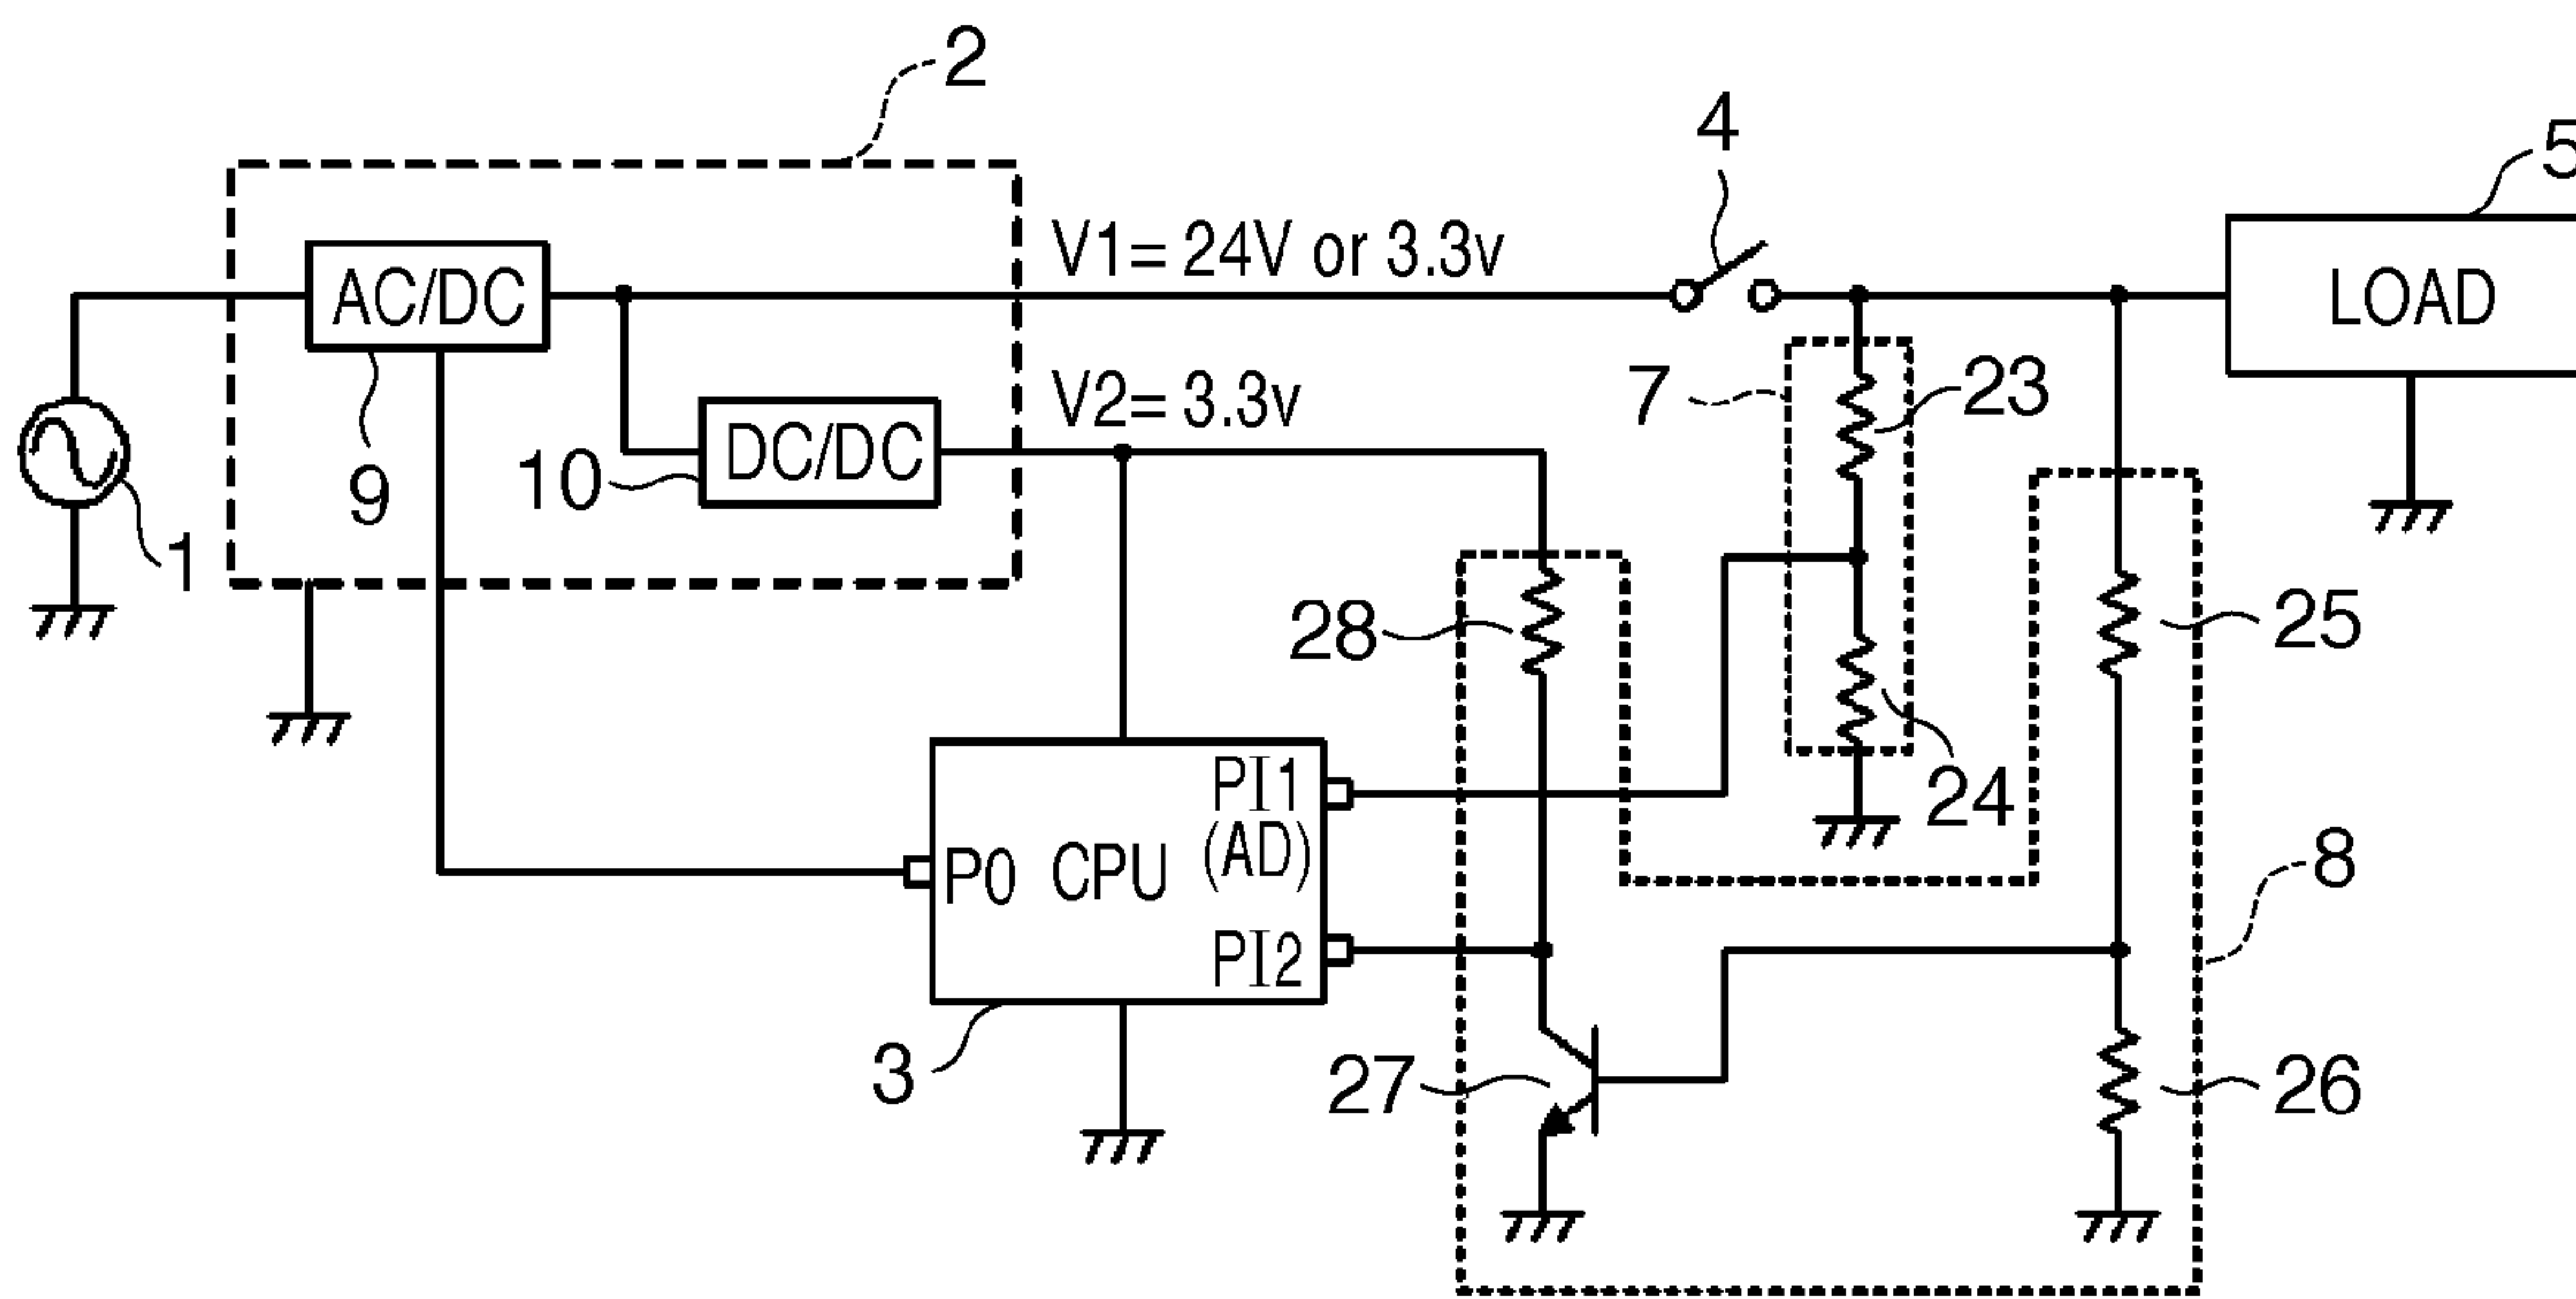 2
4
5
V1= 24V or 3.3v
AC/DC
LOAD
7
23
V2= 3.3v
DC/DC
10
9
1
28
25
24
PI1
(AD)
P0
CPU
8
PI2
3
27
26